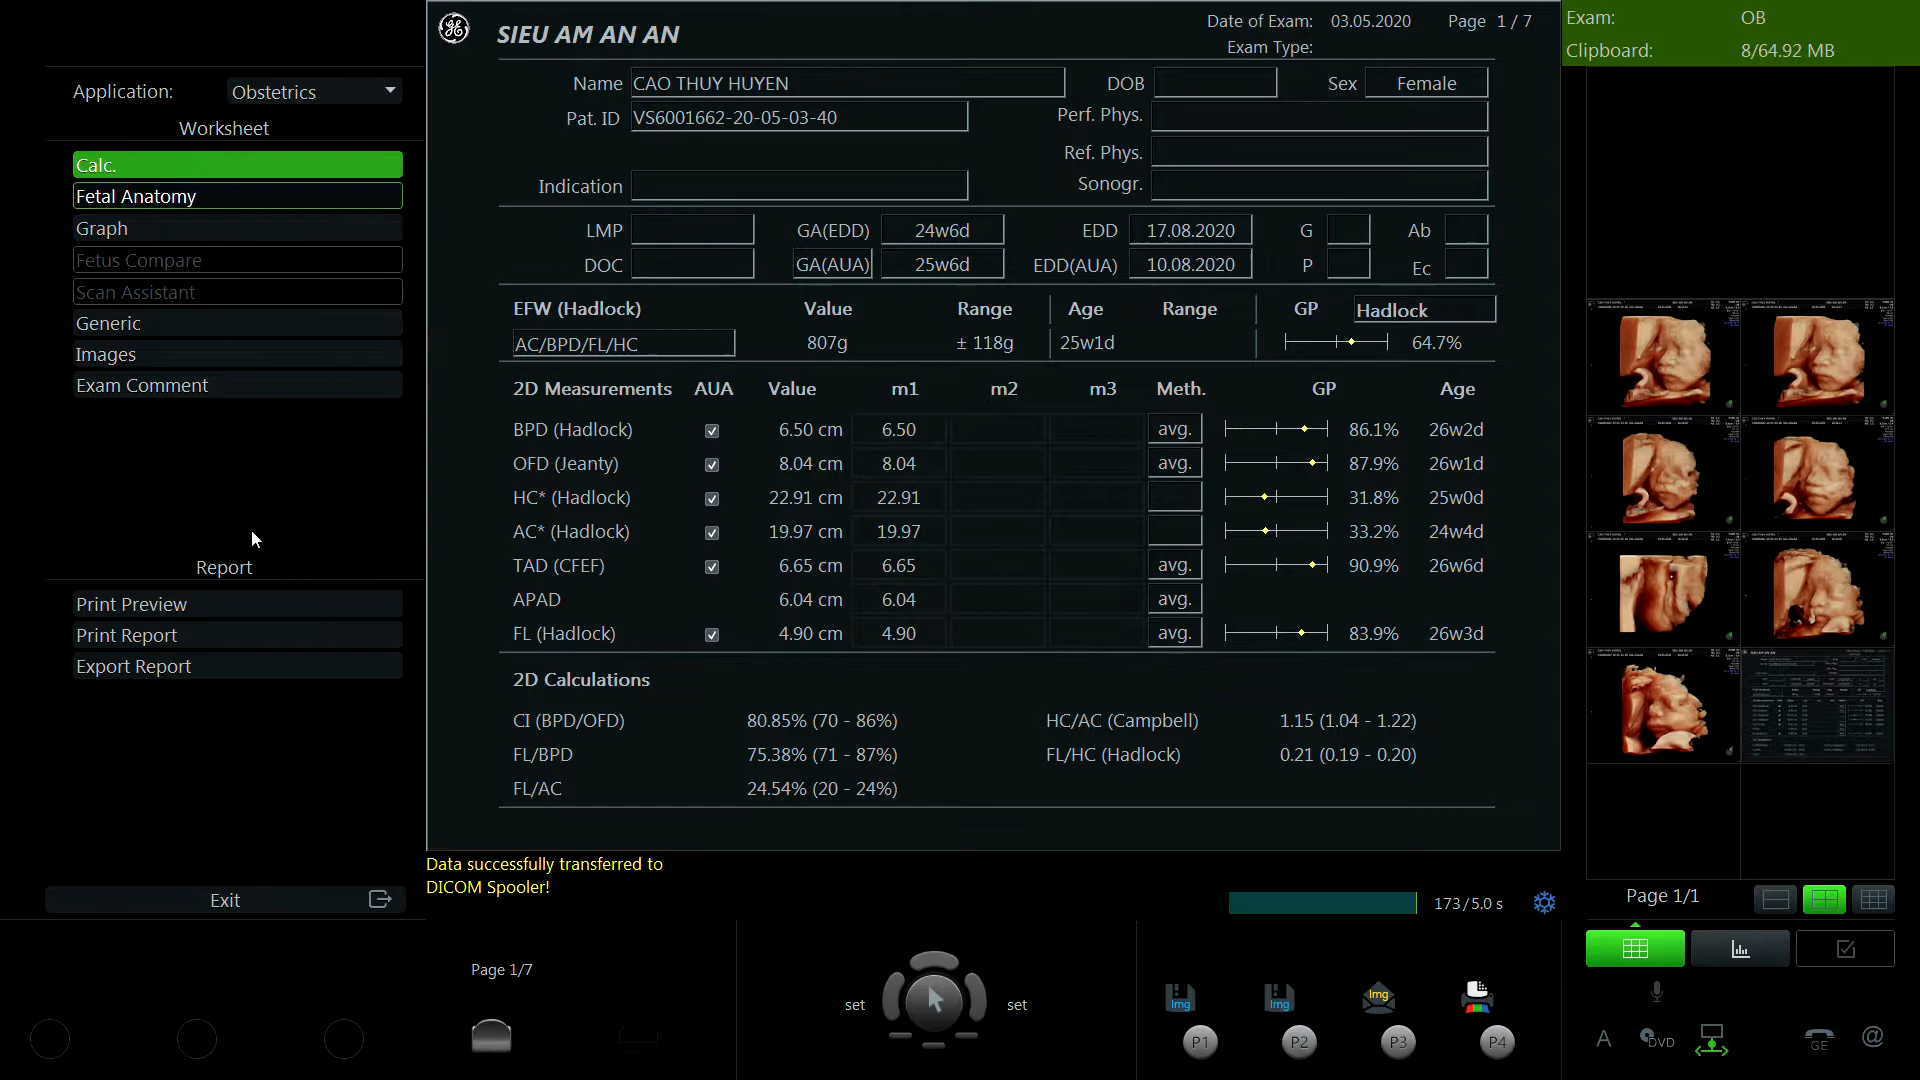 SIEU AM AN AN
Date of Exam: 03.05.2020 Page 1 / 7
Exam Type:
Exam: OB
Clipboard: 8/64.92 MB
Application: Obstetrics
Worksheet
Calc.
Fetal Anatomy
Graph
Fetus Compare
Scan Assistant
Generic
Images
Exam Comment
Report
Print Preview
Print Report
Export Report
Exit
Name CAO THUY HUYEN DOB Sex Female
Pat. ID VS6001662-20-05-03-40 Perf. Phys.
Ref. Phys.
Indication Sonogr.
LMP GA(EDD) 24w6d EDD 17.08.2020 G Ab
DOC GA(AUA) 25w6d EDD(AUA) 10.08.2020 P Ec
EFW (Hadlock) Value Range Age Range GP Hadlock
AC/BPD/FL/HC 807g ± 118g 25w1d 64.7%
2D Measurements AUA Value m1 m2 m3 Meth. GP Age
BPD (Hadlock) 6.50 cm 6.50 avg. 86.1% 26w2d
OFD (Jeanty) 8.04 cm 8.04 avg. 87.9% 26w1d
HC* (Hadlock) 22.91 cm 22.91 31.8% 25w0d
AC* (Hadlock) 19.97 cm 19.97 33.2% 24w4d
TAD (CFEF) 6.65 cm 6.65 avg. 90.9% 26w6d
APAD 6.04 cm 6.04 avg.
FL (Hadlock) 4.90 cm 4.90 avg. 83.9% 26w3d
2D Calculations
CI (BPD/OFD) 80.85% (70 - 86%) HC/AC (Campbell) 1.15 (1.04 - 1.22)
FL/BPD 75.38% (71 - 87%) FL/HC (Hadlock) 0.21 (0.19 - 0.20)
FL/AC 24.54% (20 - 24%)
Data successfully transferred to
DICOM Spooler!
173/5.0 s
Page 1/1
Page 1/7
set set
Img Img Img
P1 P2 P3 P4
A DVD GE @